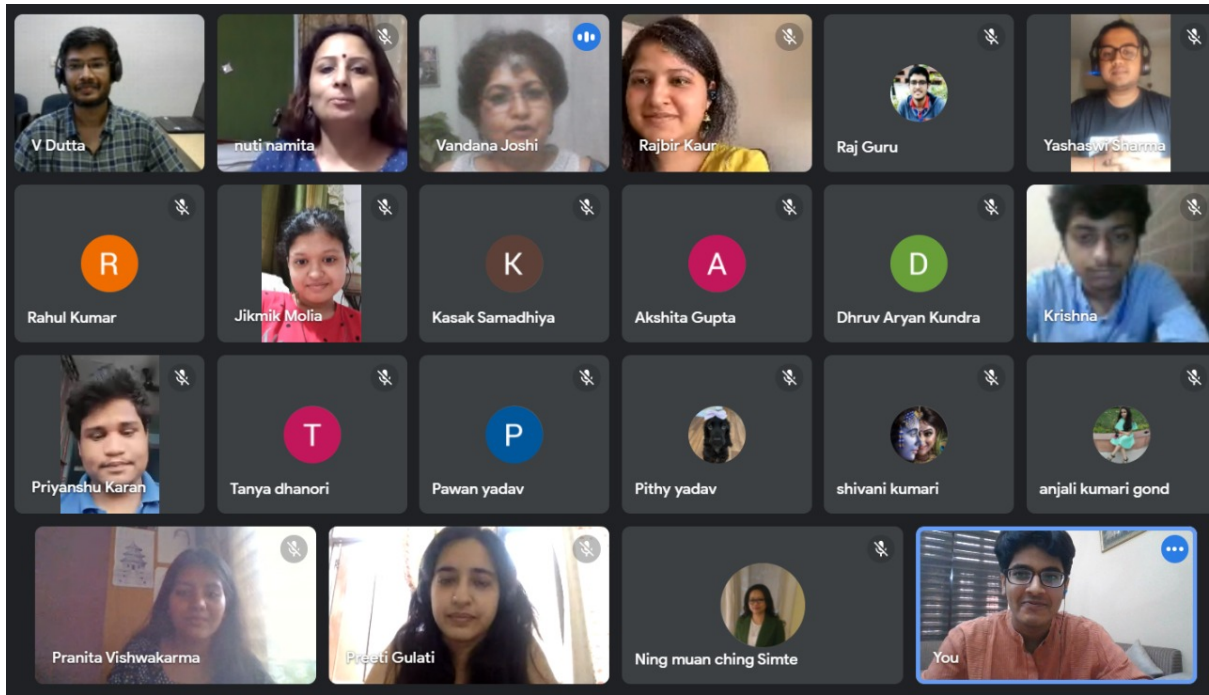 V Dutta
nuti namita
Vandana Joshi
Rajbir Kaur
Raj Guru
Yashaswi Sharma
R
Rahul Kumar
Jikmik Molia
K
Kasak Samadhiya
A
Akshita Gupta
D
Dhruv Aryan Kundra
Krishna
Priyanshu Karan
T
Tanya dhanori
P
Pawan yadav
Pithy yadav
shivani kumari
anjali kumari gond
Pranita Vishwakarma
Preeti Gulati
Ning muan ching Simte
You